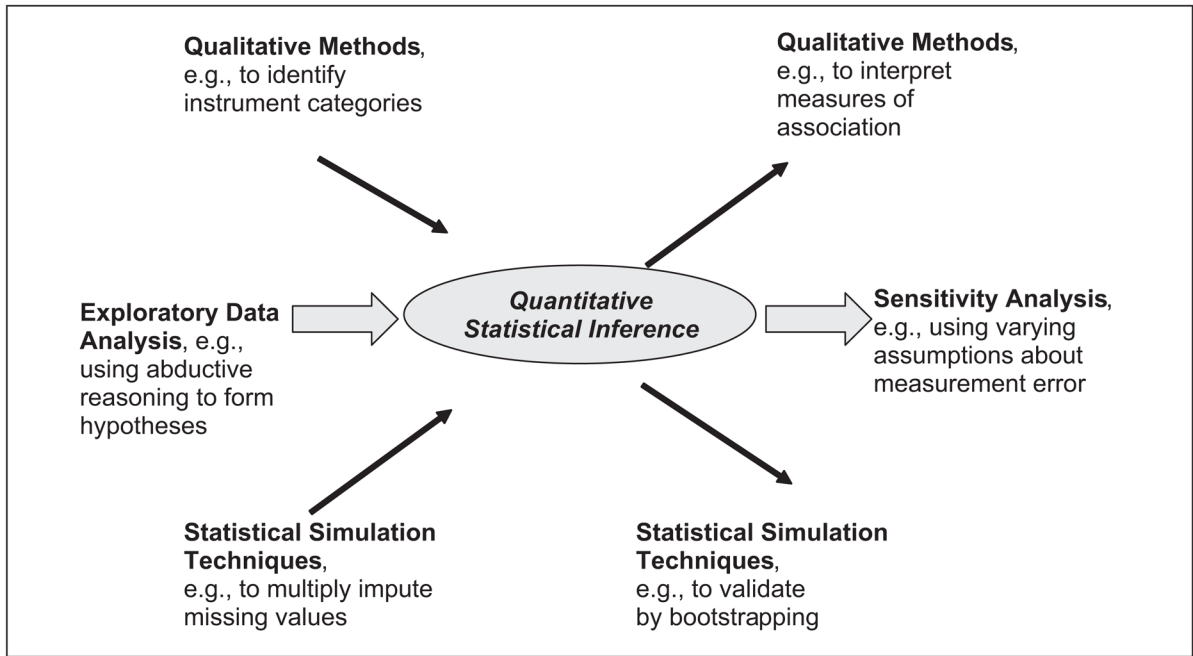 Qualitative Methods,
e.g., to identify
instrument categories
Qualitative Methods,
e.g., to interpret
measures of
association
Exploratory Data
Analysis, e.g.,
using abductive
reasoning to form
hypotheses
Quantitative
Statistical Inference
Sensitivity Analysis,
e.g., using varying
assumptions about
measurement error
Statistical Simulation
Techniques,
e.g., to multiply impute
missing values
Statistical Simulation
Techniques,
e.g., to validate
by bootstrapping